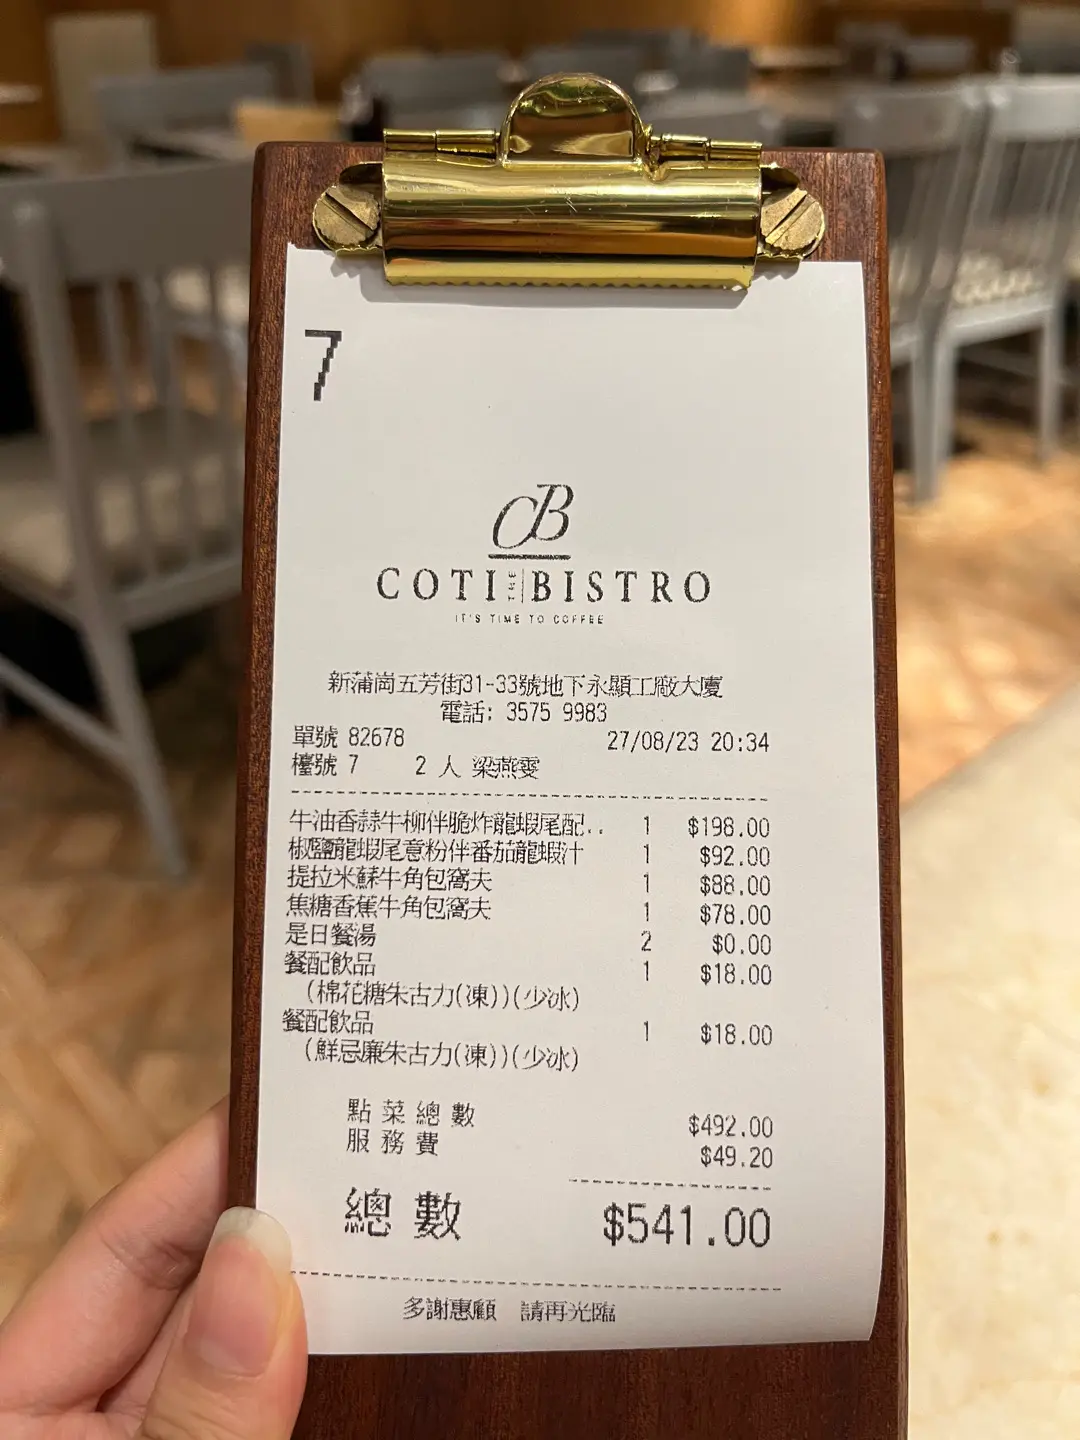 7
CB
COTI THE BISTRO
IT'S TIME TO COFFEE
新蒲崗五芳街31-33號地下永顯工廠大廈
電話: 3575 9983
單號 82678 27/08/23 20:34
檯號 7 2 人 梁燕雯
牛油香蒜牛柳伴脆炸龍蝦尾配.. 1 $198.00
椒鹽龍蝦尾意粉伴番茄龍蝦汁 1 $92.00
提拉米蘇牛角包窩夫 1 $88.00
焦糖香蕉牛角包窩夫 1 $78.00
是日餐湯 2 $0.00
餐配飲品 1 $18.00
(棉花糖朱古力(凍))(少冰)
餐配飲品 1 $18.00
(鮮忌廉朱古力(凍))(少冰)
點菜總數 $492.00
服務費 $49.20
總數 $541.00
多謝惠顧 請再光臨